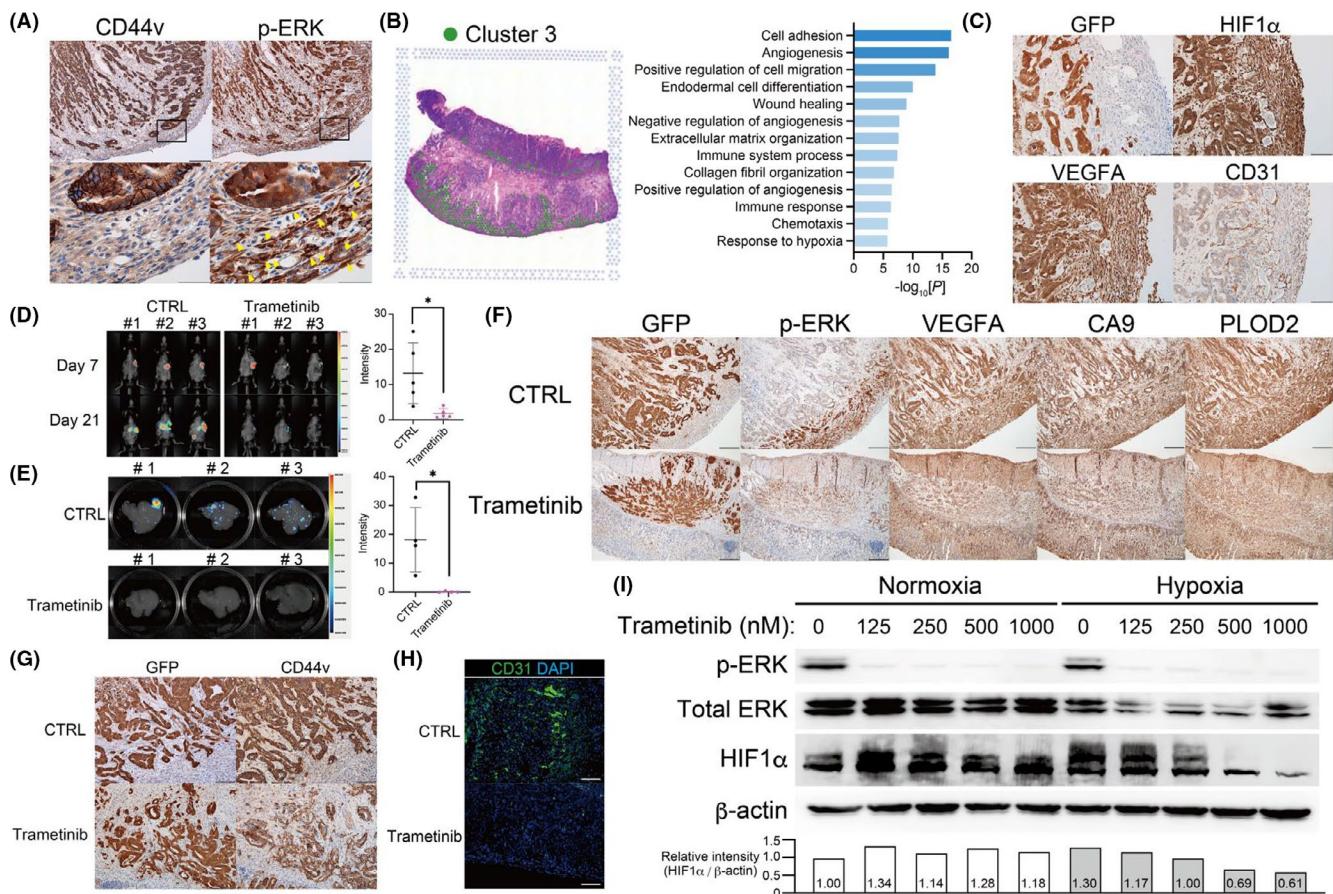 (A)
CD44v
p-ERK
(B)
Cluster 3
Cell adhesion
Angiogenesis
Positive regulation of cell migration
Endodermal cell differentiation
Wound healing
Negative regulation of angiogenesis
Extracellular matrix organization
Immune system process
Collagen fibril organization
Positive regulation of angiogenesis
Immune response
Chemotaxis
Response to hypoxia
0 5 10 15 20
-log10[P]
(C)
GFP
HIF1α
VEGFA
CD31
(D)
CTRL
Trametinib
#1 #2 #3
#1 #2 #3
Day 7
Day 21
30
20
10
0
Intensity
*
CTRL
Trametinib
(E)
# 1 # 2 # 3
CTRL
# 1 # 2 # 3
Trametinib
40
30
20
10
0
Intensity
*
CTRL
Trametinib
(F)
GFP p-ERK VEGFA CA9 PLOD2
CTRL
Trametinib
(G)
GFP
CD44v
CTRL
Trametinib
(H)
CD31 DAPI
CTRL
Trametinib
(I)
Normoxia
Hypoxia
Trametinib (nM): 0 125 250 500 1000 0 125 250 500 1000
p-ERK
Total ERK
HIF1α
β-actin
Relative intensity
(HIF1α / β-actin)
1.5
1.0
0.5
0
1.00 1.34 1.14 1.28 1.18 1.30 1.17 1.00 0.69 0.61